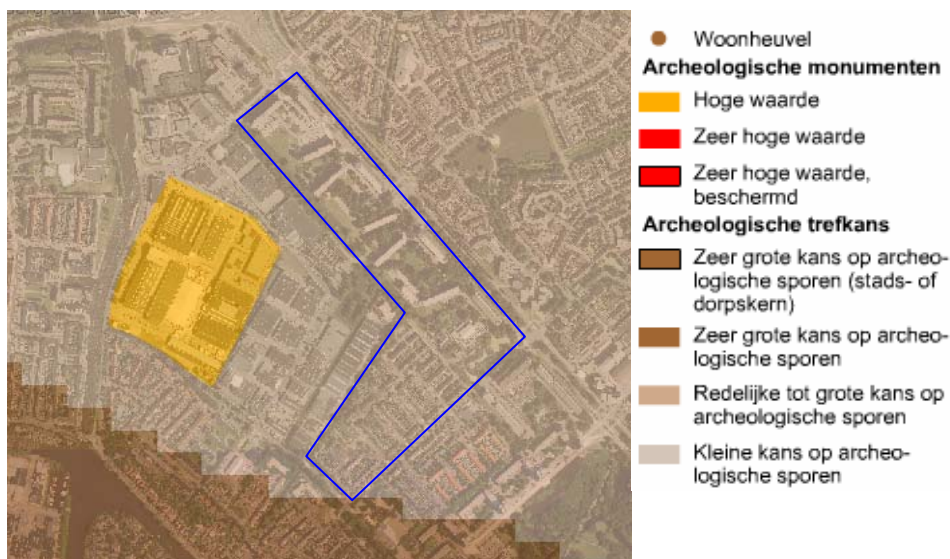 Woonheuvel
Archeologische monumenten
Hoge waarde
Zeer hoge waarde
Zeer hoge waarde,
beschermd
Archeologische trefkans
Zeer grote kans op archeo-
logische sporen (stads- of
dorpskern)
Zeer grote kans op archeo-
logische sporen
Redelijke tot grote kans op
archeologische sporen
Kleine kans op archeo-
logische sporen